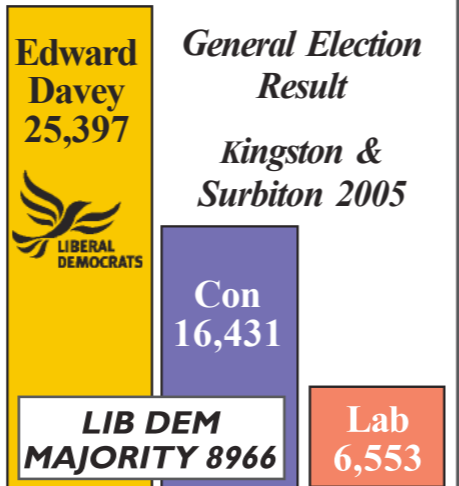 Edward
Davey
25,397
LIBERAL
DEMOCRATS
General Election
Result
Kingston &
Surbiton 2005
Con
16,431
LIB DEM
MAJORITY 8966
Lab
6,553